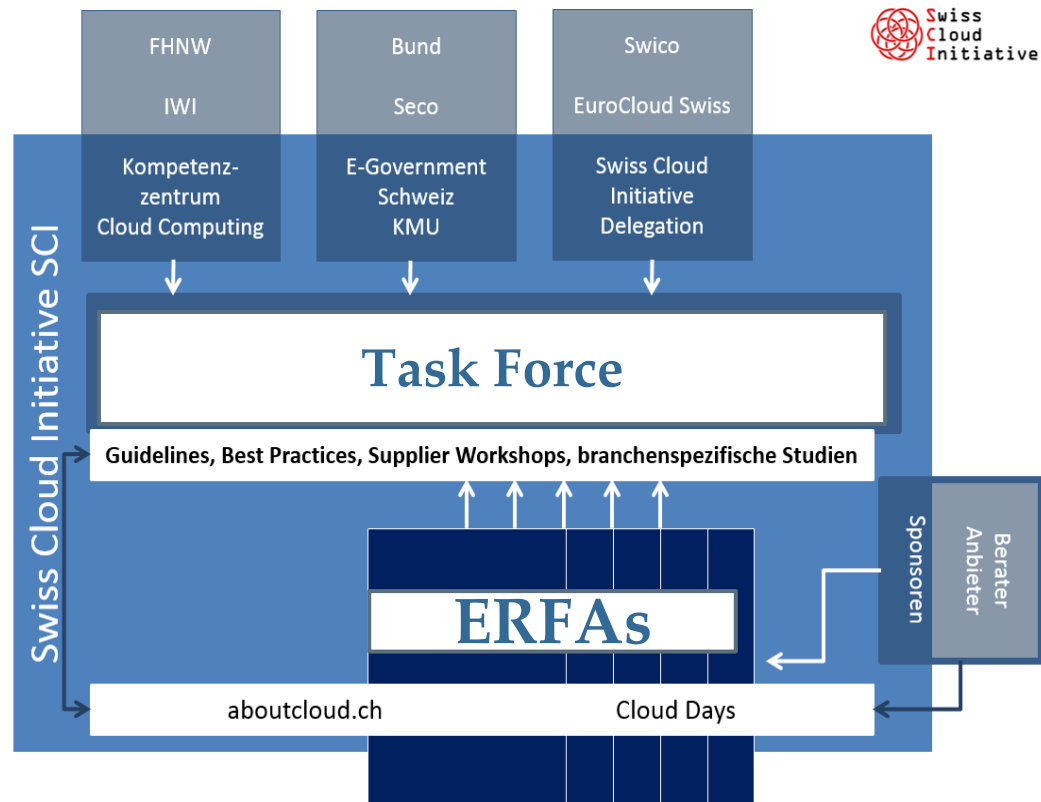 Swiss
Cloud
Initiative
FHNW
IWI
Kompetenz-
zentrum
Cloud Computing
Bund
Seco
E-Government
Schweiz
KMU
Swico
EuroCloud Swiss
Swiss Cloud
Initiative
Delegation
Swiss Cloud Initiative SCI
Task Force
Guidelines, Best Practices, Supplier Workshops, branchenspezifische Studien
Sponsoren
Berater
Anbieter
ERFAs
aboutcloud.ch
Cloud Days